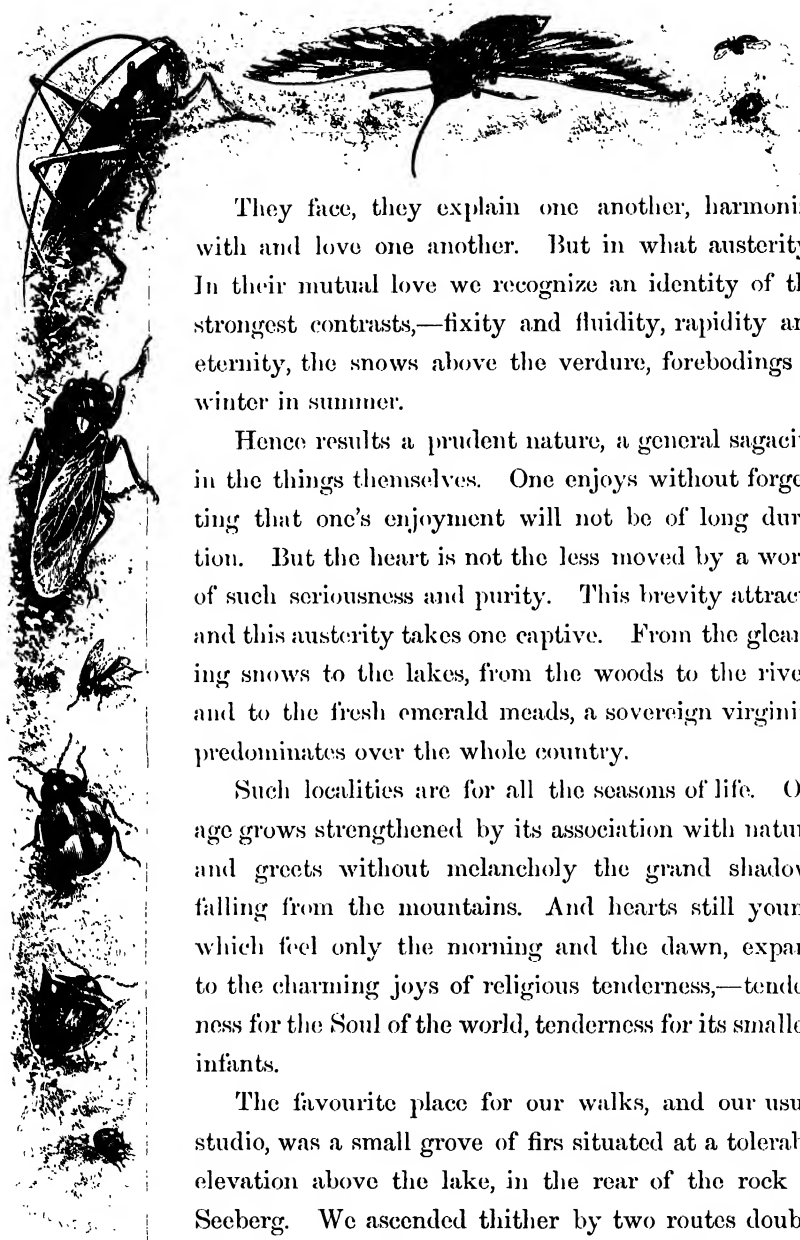 They face, they explain one another, harmoni
with and love one another. But in what austerity
In their mutual love we recognize an identity of t
strongest contrasts,—fixity and fluidity, rapidity a
eternity, the snows above the verdure, forebodings
winter in summer.
Hence results a prudent nature, a general sagaci
in the things themselves. One enjoys without forge
ting that one's enjoyment will not be of long dur
tion. But the heart is not the less moved by a wor
of such seriousness and purity. This brevity attrac
and this austerity takes one captive. From the glea
ing snows to the lakes, from the woods to the rive
and to the fresh emerald meads, a sovereign virgini
predominates over the whole country.
Such localities are for all the seasons of life. O
age grows strengthened by its association with natu
and greets without melancholy the grand shado
falling from the mountains. And hearts still youn
which feel only the morning and the dawn, expa
to the charming joys of religious tenderness,—tende
ness for the Soul of the world, tenderness for its smalle
infants.
The favourite place for our walks, and our usu
studio, was a small grove of firs situated at a tolera
elevation above the lake, in the rear of the rock
Seeberg. We ascended thither by two routes doub